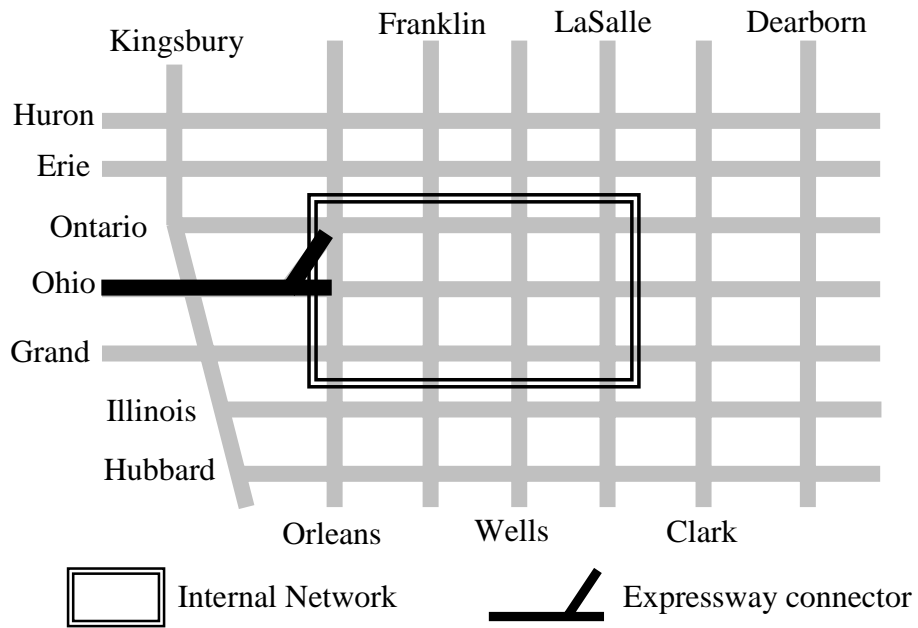 Franklin
LaSalle
Dearborn
Kingsbury
Huron
Erie
Ontario
Ohio
Grand
Illinois
Hubbard
Orleans
Wells
Clark
Internal Network
Expressway connector